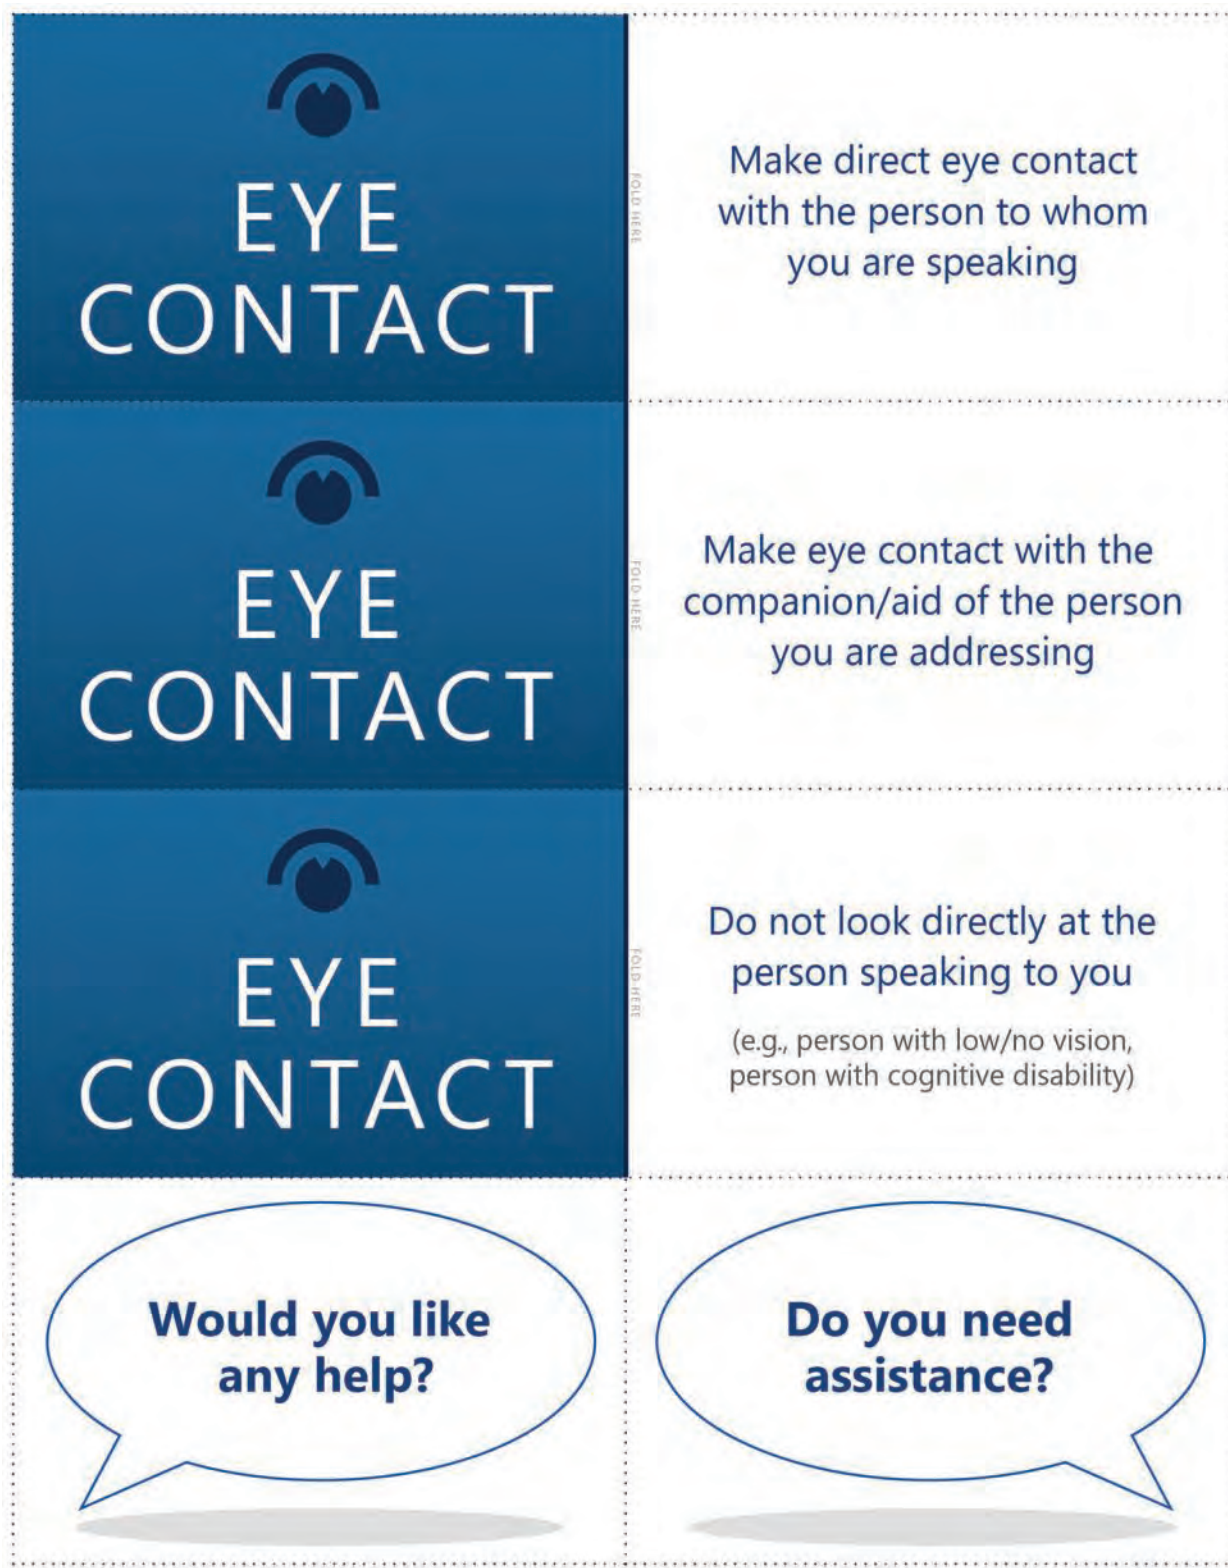 EYE
CONTACT
FOLD HERE
Make direct eye contact
with the person to whom
you are speaking
EYE
CONTACT
FOLD HERE
Make eye contact with the
companion/aid of the person
you are addressing
EYE
CONTACT
FOLD HERE
Do not look directly at the
person speaking to you
(e.g., person with low/no vision,
person with cognitive disability)
Would you like
any help?
Do you need
assistance?